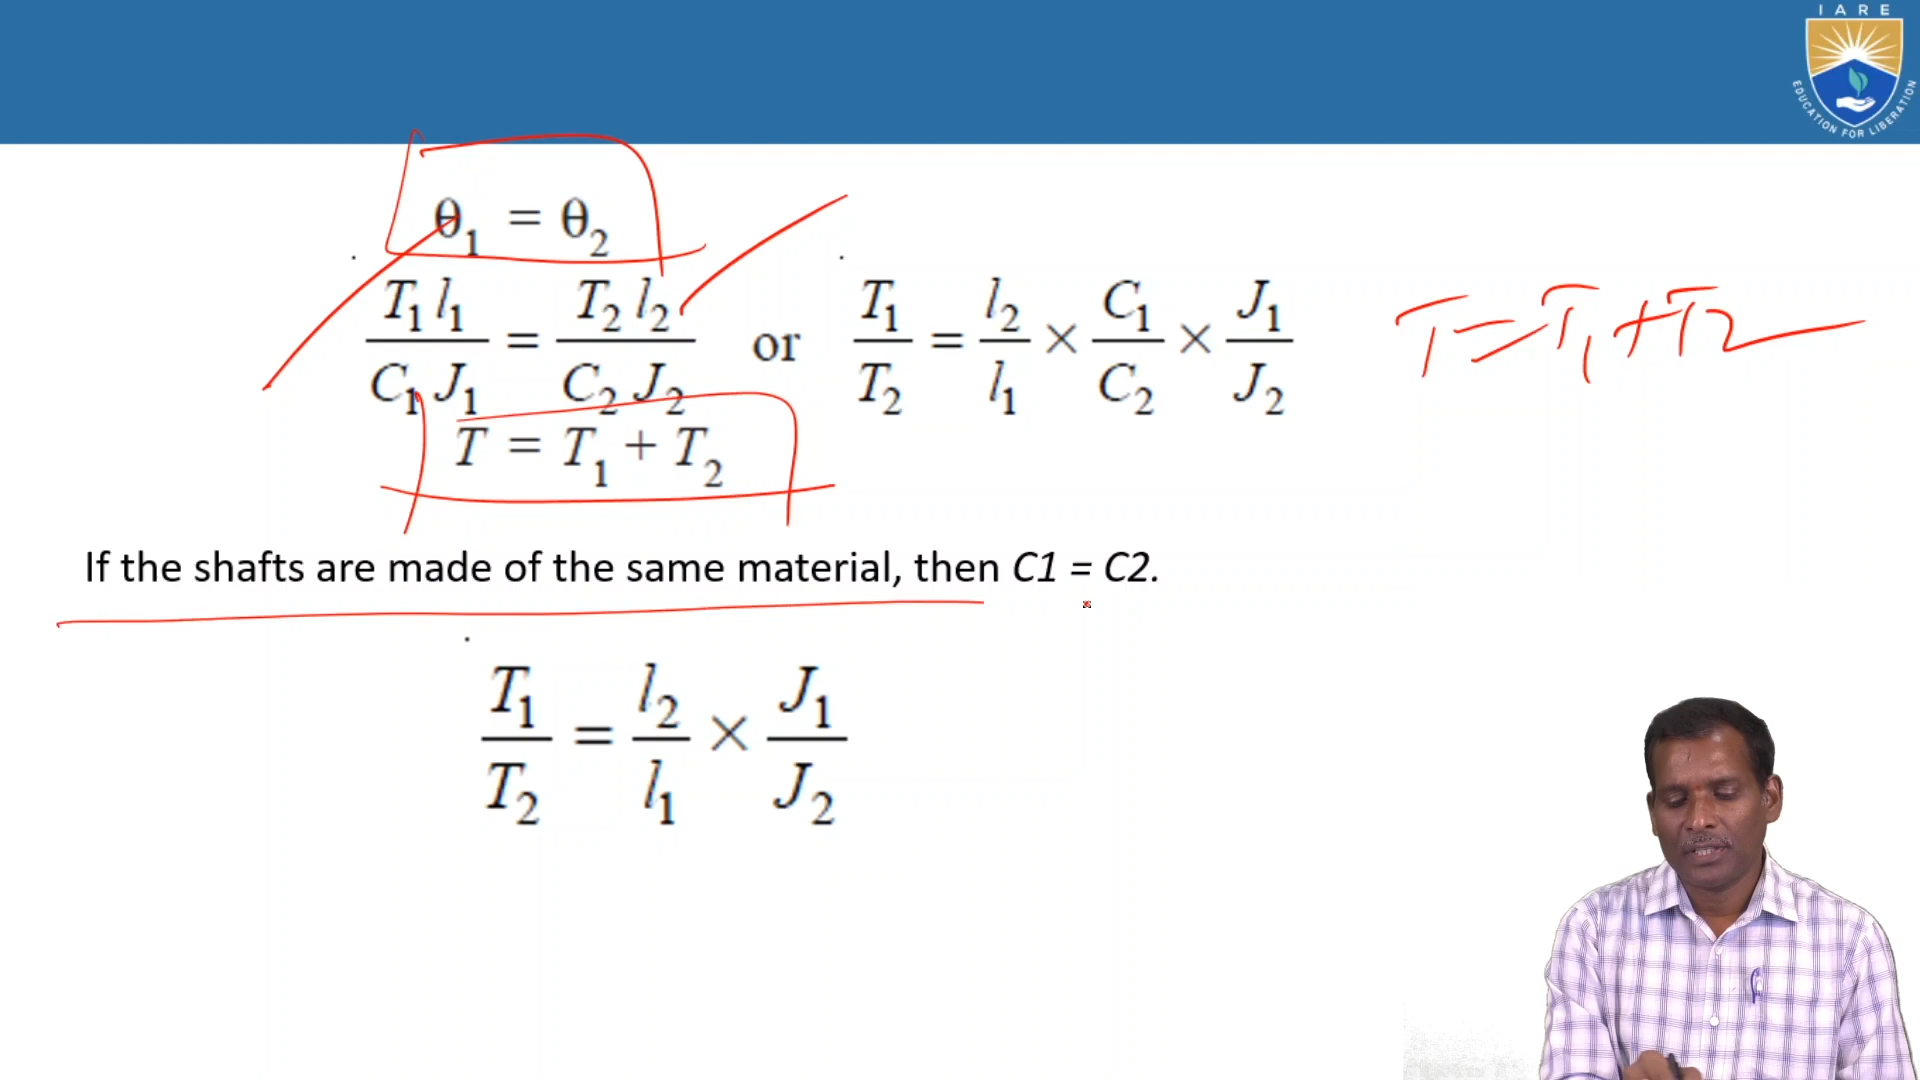 IARE
EDUCATION FOR LIBERATION
θ₁ = θ₂
T₁ l₁ / C₁ J₁ = T₂ l₂ / C₂ J₂ or T₁ / T₂ = l₂ / l₁ × C₁ / C₂ × J₁ / J₂
T = T₁ + T₂
T = T₁ + T₂
If the shafts are made of the same material, then C1 = C2.
T₁ / T₂ = l₂ / l₁ × J₁ / J₂